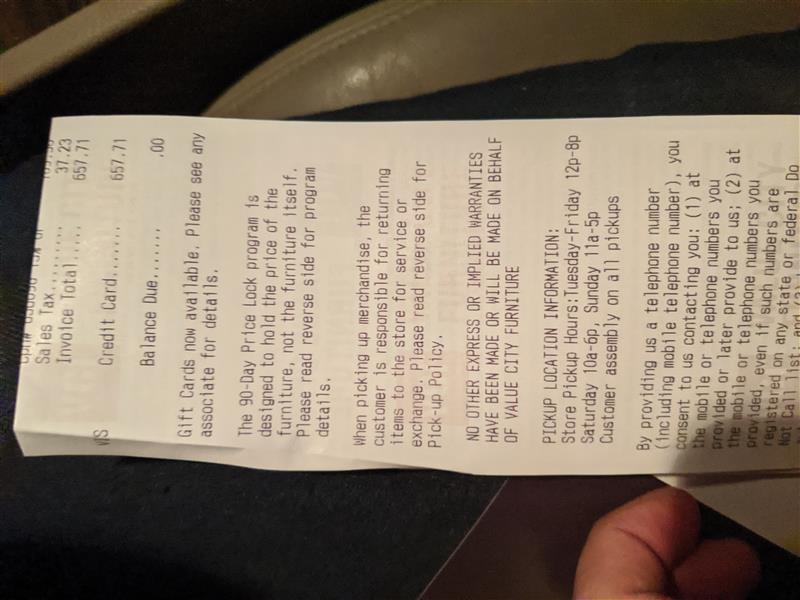 Sales Tax......... 37.23
Invoice Total..... 657.71
VIS Credit Card....... 657.71
Balance Due........ .00
Gift Cards now available. Please see any
associate for details.
The 90-Day Price Lock program is
designed to hold the price of the
furniture, not the furniture itself.
Please read reverse side for program
details.
When picking up merchandise, the
customer is responsible for returning
items to the store for service or
exchange. Please read reverse side for
Pick-up Policy.
NO OTHER EXPRESS OR IMPLIED WARRANTIES
HAVE BEEN MADE OR WILL BE MADE ON BEHALF
OF VALUE CITY FURNITURE
PICKUP LOCATION INFORMATION:
Store Pickup Hours:Tuesday-Friday 12p-8p
Saturday 10a-6p, Sunday 11a-5p
Customer assembly on all pickups
By providing us a telephone number
(including mobile telephone number), you
consent to us contacting you: (1) at
the mobile or telephone numbers you
provided or later provide to us; (2) at
the mobile or telephone numbers you
provided, even if such numbers are
registered on any state or federal Do
Not Call list; and